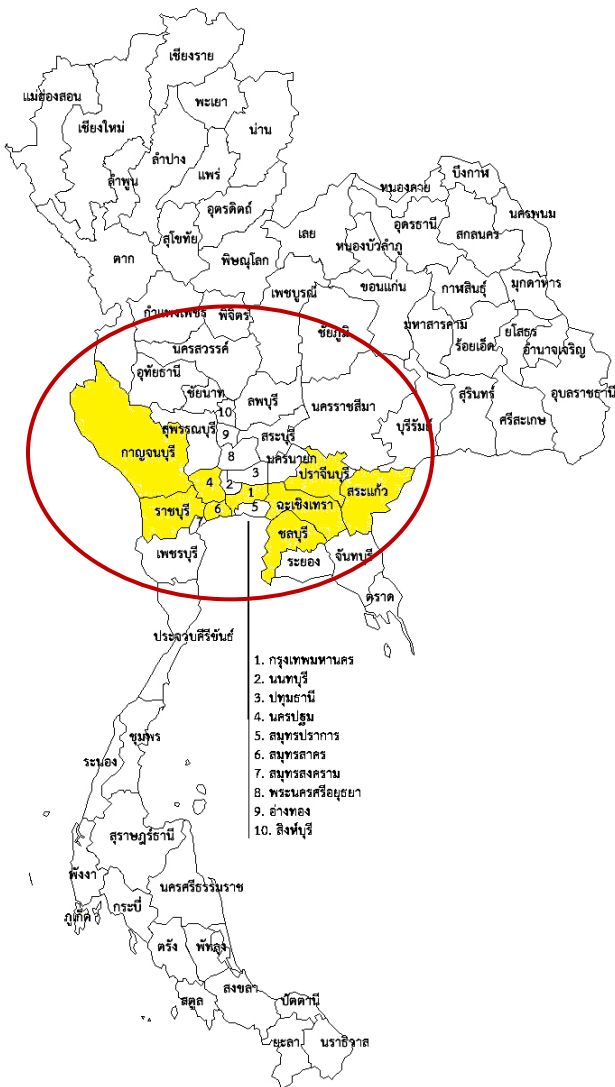 เชียงราย
แม่ฮ่องสอน
พะเยา
เชียงใหม่
น่าน
ลำปาง
แพร่
ลำพูน
อุตรดิตถ์
สุโขทัย
ตาก
พิษณุโลก
บึงกาฬ
หนองคาย
นครพนม
เลย
อุดรธานี
สกลนคร
หนองบัวลำภู
ขอนแก่น
กาฬสินธุ์
มุกดาหาร
เพชรบูรณ์
กำแพงเพชร
พิจิตร
ชัยภูมิ
มหาสารคาม
ร้อยเอ็ด
ยโสธร
อำนาจเจริญ
นครสวรรค์
อุทัยธานี
ชัยนาท
ลพบุรี
นครราชสีมา
บุรีรัมย์
สุรินทร์
ศรีสะเกษ
อุบลราชธานี
10
สุพรรณบุรี
9
สระบุรี
กาญจนบุรี
8
นครนายก
3
ปราจีนบุรี
4
2
1
สระแก้ว
ราชบุรี
6
5
ฉะเชิงเทรา
7
ชลบุรี
เพชรบุรี
ระยอง
จันทบุรี
ตราด
ประจวบคีรีขันธ์
1. กรุงเทพมหานคร
2. นนทบุรี
3. ปทุมธานี
4. นครปฐม
5. สมุทรปราการ
6. สมุทรสาคร
7. สมุทรสงคราม
8. พระนครศรีอยุธยา
9. อ่างทอง
10. สิงห์บุรี
ชุมพร
ระนอง
สุราษฎร์ธานี
พังงา
นครศรีธรรมราช
กระบี่
ภูเก็ต
ตรัง
พัทลุง
สงขลา
สตูล
ปัตตานี
ยะลา
นราธิวาส